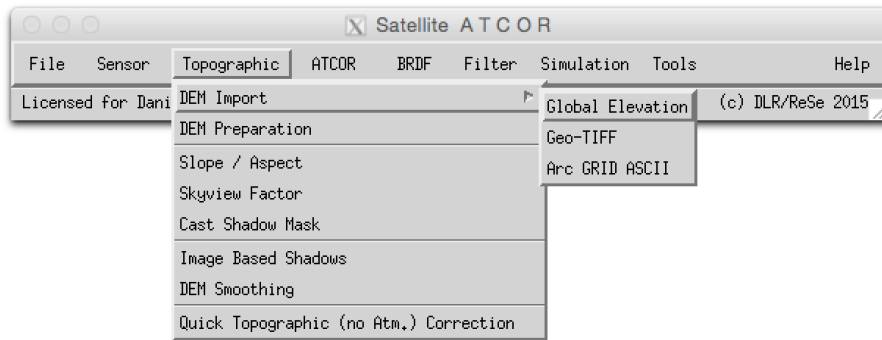 Satellite A T C O R
File Sensor Topographic ATCOR BRDF Filter Simulation Tools Help
Licensed for Dani (c) DLR/ReSe 2015
DEM Import
Global Elevation
Geo-TIFF
Arc GRID ASCII
DEM Preparation
Slope / Aspect
Skyview Factor
Cast Shadow Mask
Image Based Shadows
DEM Smoothing
Quick Topographic (no Atm.) Correction